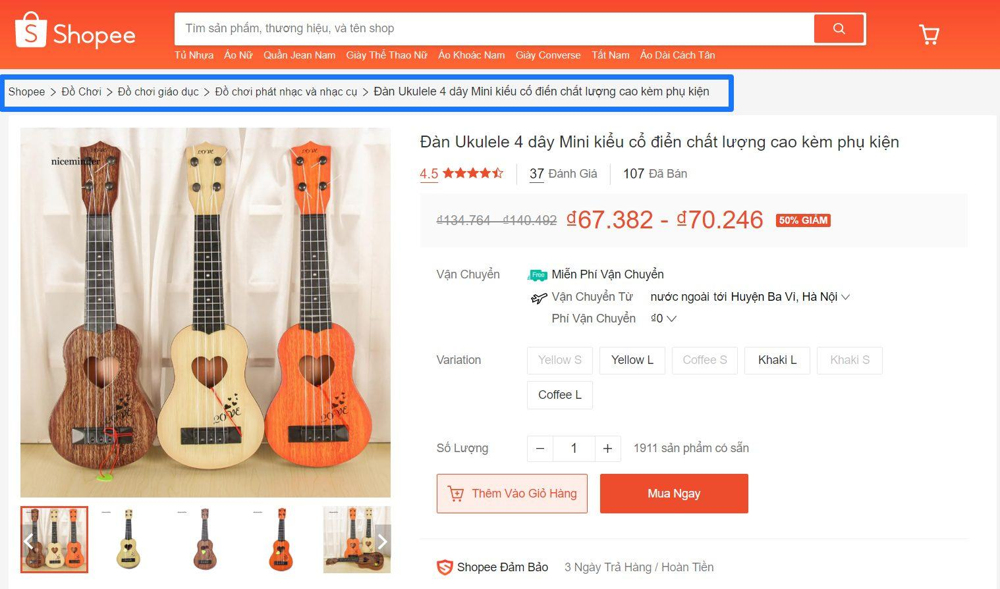 Shopee
Tìm sản phẩm, thương hiệu, và tên shop
Tủ Nhựa Áo Nữ Quần Jean Nam Giày Thể Thao Nữ Áo Khoác Nam Giày Converse Tất Nam Áo Dài Cách Tân
Shopee > Đồ Chơi > Đồ chơi giáo dục > Đồ chơi phát nhạc và nhạc cụ > Đàn Ukulele 4 dây Mini kiểu cổ điển chất lượng cao kèm phụ kiện
niceminder
LOVE
LOVE
LOVE
LOVE
LOVE
LOVE
Đàn Ukulele 4 dây Mini kiểu cổ điển chất lượng cao kèm phụ kiện
4.5 37 Đánh Giá 107 Đã Bán
₫134.764 - ₫140.492 ₫67.382 - ₫70.246 50% GIẢM
Vận Chuyển Free Miễn Phí Vận Chuyển
Vận Chuyển Từ nước ngoài tới Huyện Ba Vì, Hà Nội
Phí Vận Chuyển ₫0
Variation Yellow S Yellow L Coffee S Khaki L Khaki S
Coffee L
Số Lượng − 1 + 1911 sản phẩm có sẵn
Thêm Vào Giỏ Hàng Mua Ngay
Shopee Đảm Bảo 3 Ngày Trả Hàng / Hoàn Tiền